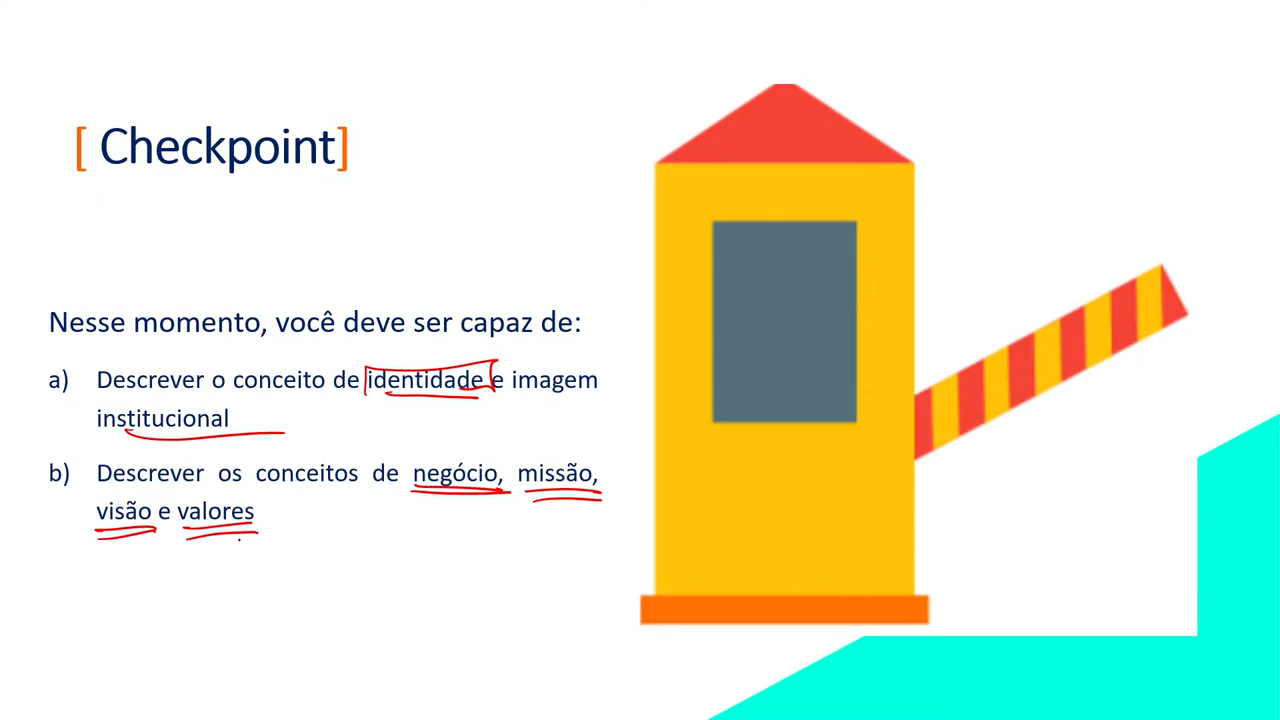 [ Checkpoint]
Nesse momento, você deve ser capaz de:
a) Descrever o conceito de identidade e imagem
institucional
b) Descrever os conceitos de negócio, missão,
visão e valores